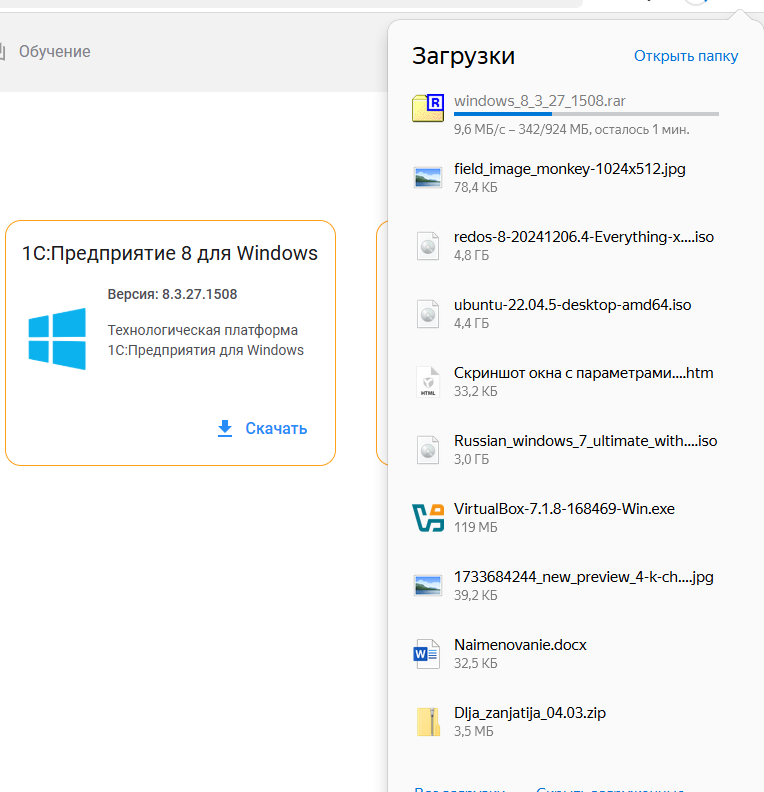 Обучение
1С:Предприятие 8 для Windows
Версия: 8.3.27.1508
Технологическая платформа
1С:Предприятия для Windows
Скачать
Загрузки
Открыть папку
windows_8_3_27_1508.rar
9,6 МБ/с – 342/924 МБ, осталось 1 мин.
field_image_monkey-1024x512.jpg
78,4 КБ
redos-8-20241206.4-Everything-x....iso
4,8 ГБ
ubuntu-22.04.5-desktop-amd64.iso
4,4 ГБ
Скриншот окна с параметрами....htm
33,2 КБ
Russian_windows_7_ultimate_with....iso
3,0 ГБ
VirtualBox-7.1.8-168469-Win.exe
119 МБ
1733684244_new_preview_4-k-ch....jpg
39,2 КБ
Naimenovanie.docx
32,5 КБ
Dlja_zanjatija_04.03.zip
3,5 МБ